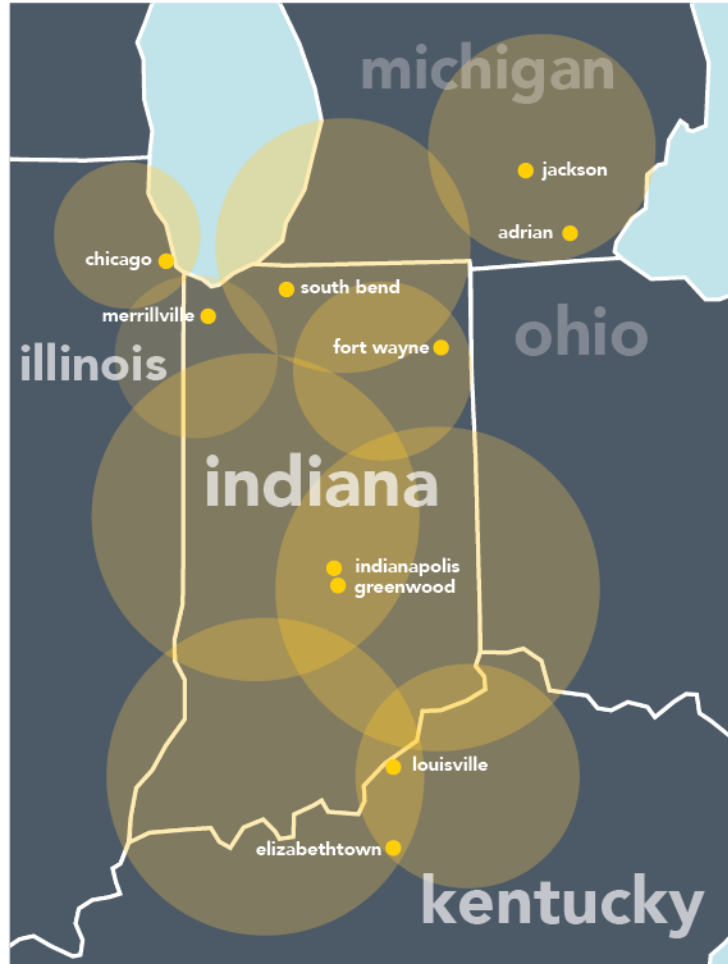 michigan
jackson
adrian
chicago
south bend
merrillville
ohio
fort wayne
illinois
indiana
indianapolis
greenwood
louisville
elizabethtown
kentucky